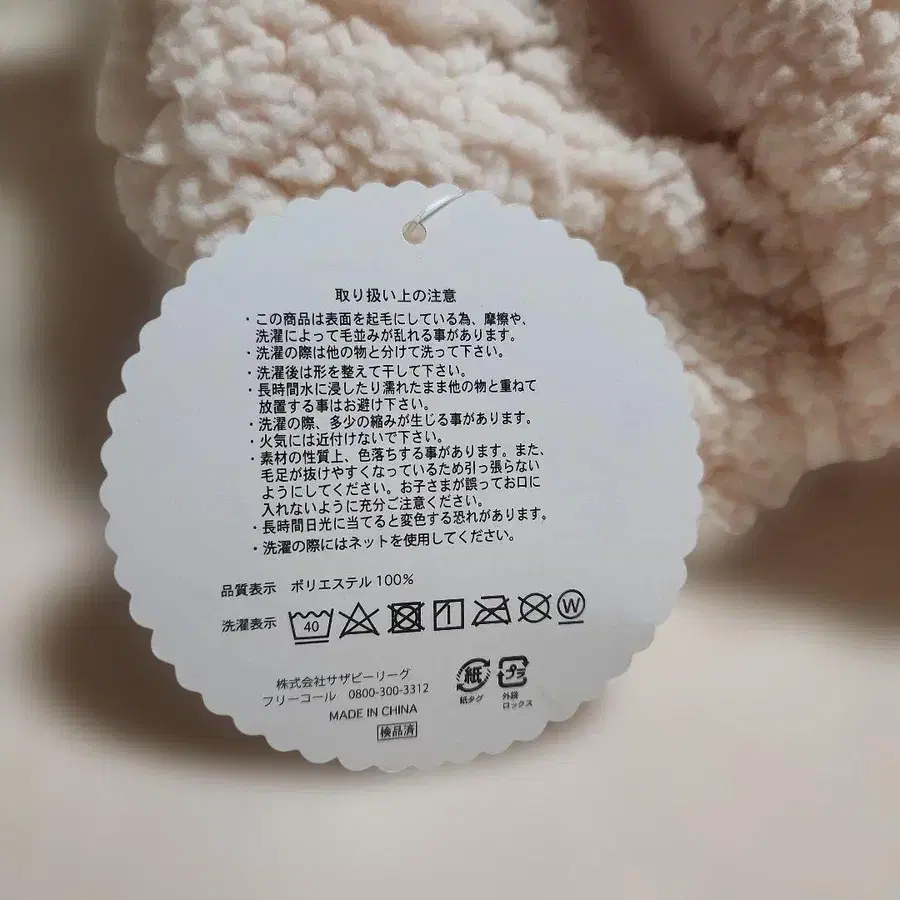 取り扱い上の注意
・この商品は表面を起毛にしている為、摩擦や、
洗濯によって毛並みが乱れる事があります。
・洗濯の際は他の物と分けて洗って下さい。
・洗濯後は形を整えて干して下さい。
・長時間水に浸したり濡れたまま他の物と重ねて
放置する事はお避け下さい。
・洗濯の際、多少の縮みが生じる事があります。
・火気には近付けないで下さい。
・素材の性質上、色落ちする事があります。また、
毛足が抜けやすくなっているため引っ張らない
ようにしてください。お子さまが誤ってお口に
入れないように充分ご注意ください。
・長時間日光に当てると変色する恐れがあります。
・洗濯の際にはネットを使用してください。
品質表示 ポリエステル 100%
洗濯表示 40 W
株式会社サザビーリーグ
フリーコール 0800-300-3312
MADE IN CHINA
検品済
紙 プラ
紙タグ 外袋
ロックス